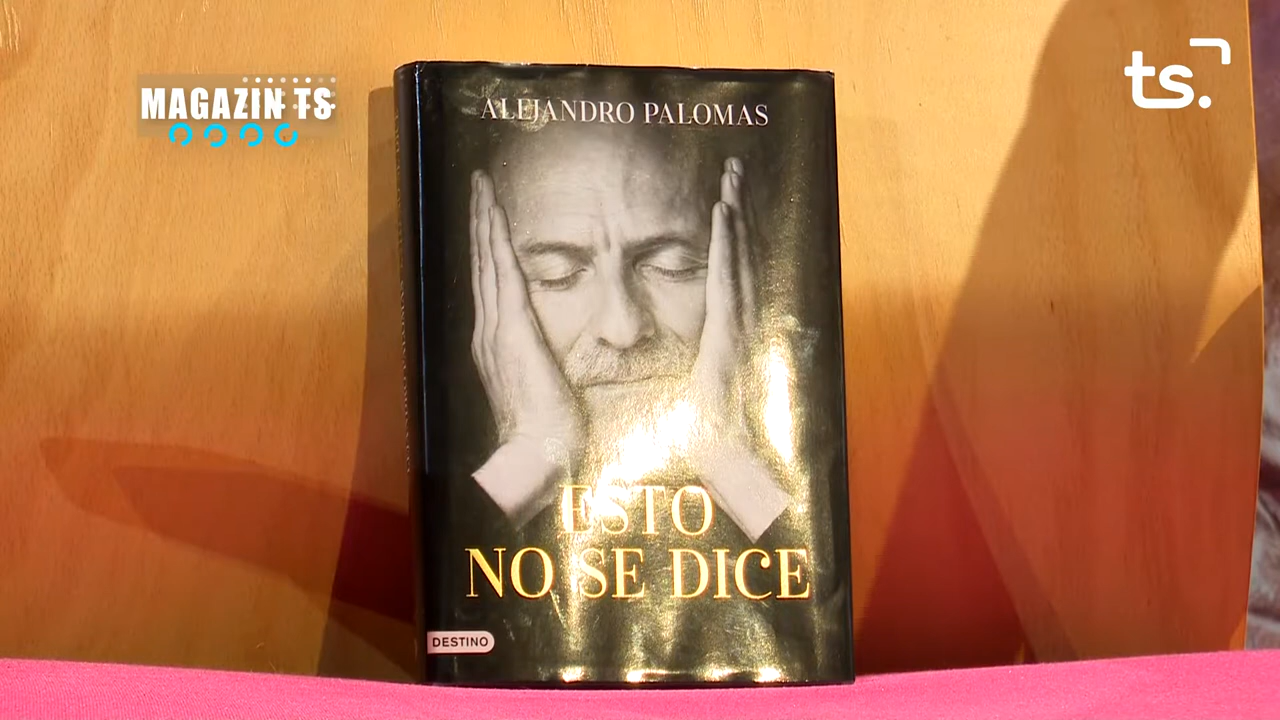 MAGAZIN TS
ts.
ALEJANDRO PALOMAS
ESTO
NO SE DICE
DESTINO